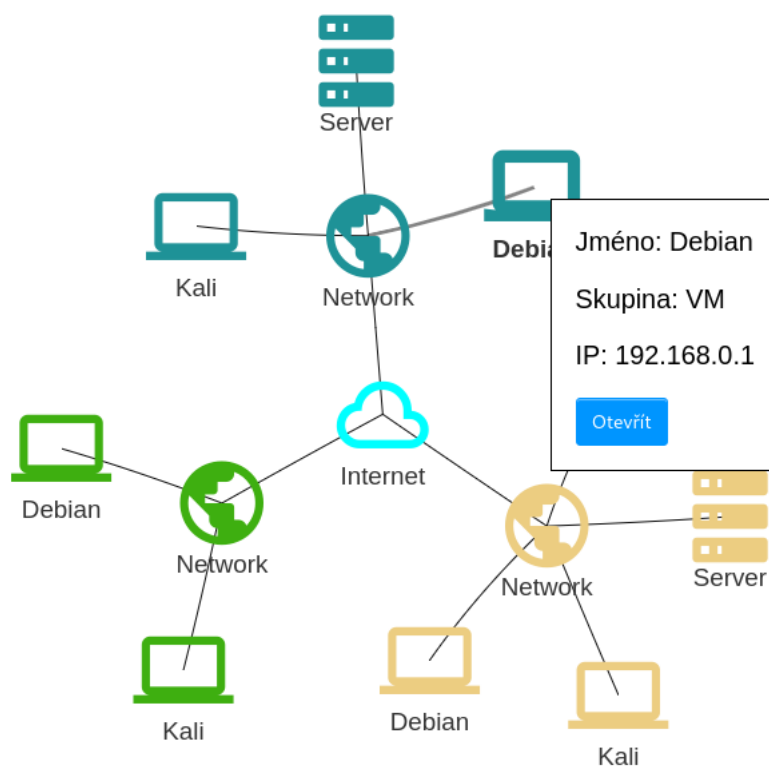 Server
Debia
Jméno: Debian
Kali
Network
Skupina: VM
IP: 192.168.0.1
Otevřít
Internet
Debian
Network
Network
Server
Kali
Debian
Kali